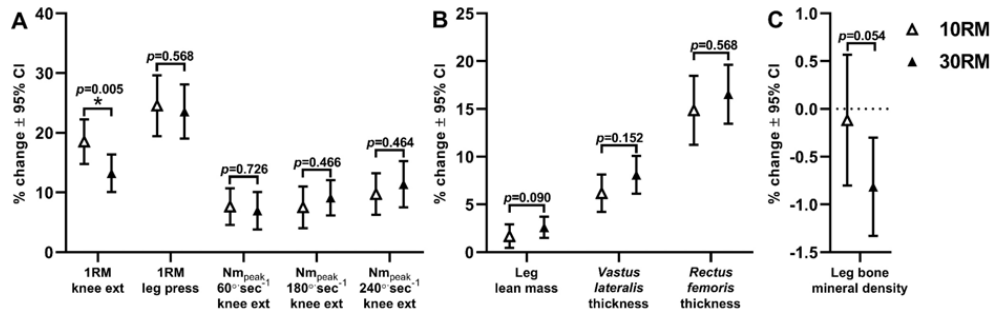 A
% change ± 95% CI
40
30
20
10
0
p=0.005
*
p=0.568
p=0.726
p=0.466
p=0.464
1RM
knee ext
1RM
leg press
Nmpeak
60°·sec-1
knee ext
Nmpeak
180°·sec-1
knee ext
Nmpeak
240°·sec-1
knee ext
B
% change ± 95% CI
25
20
15
10
5
0
p=0.090
p=0.152
p=0.568
Leg
lean mass
Vastus
lateralis
thickness
Rectus
femoris
thickness
C
% change ± 95% CI
1.0
0.5
0.0
-0.5
-1.0
-1.5
p=0.054
Leg bone
mineral density
10RM
30RM